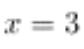 x = 3